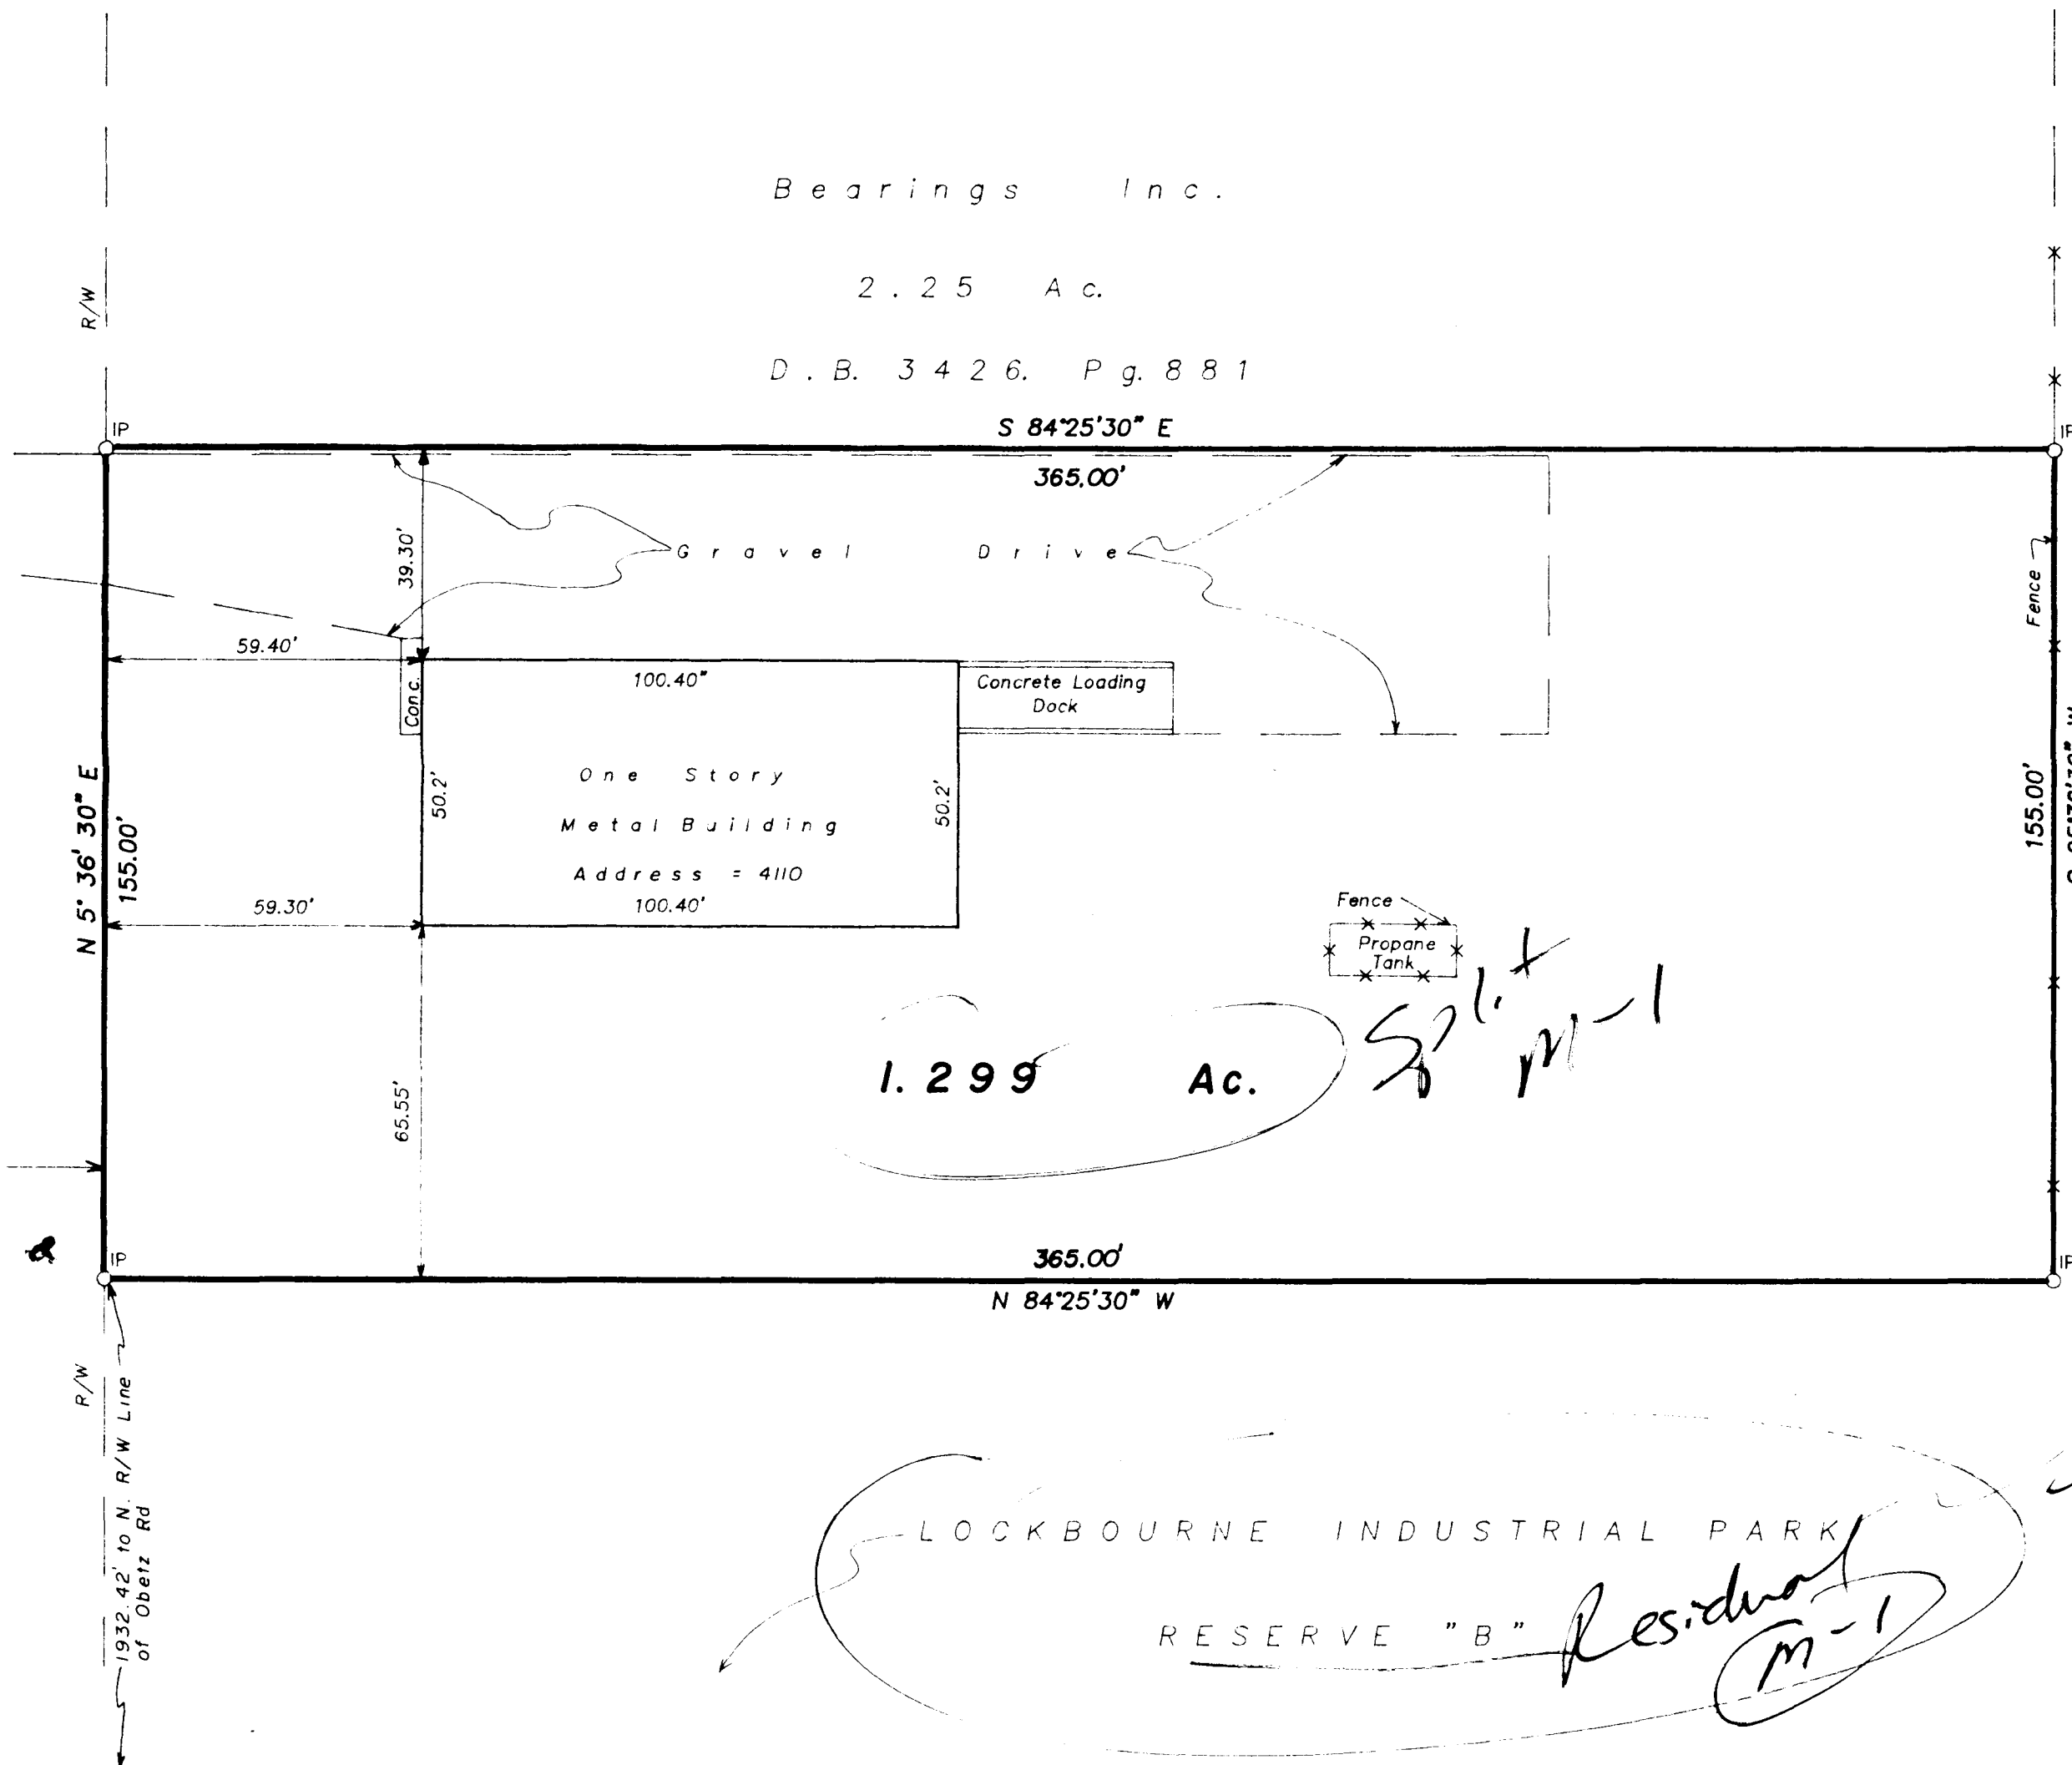 Bearings Inc.
2.25 Ac.
D.B. 3426. Pg. 881
R/W
IP
S 84°25'30" E
IP
365.00'
39.30'
Gravel Drive
Fence
59.40'
Conc.
100.40"
Concrete Loading
Dock
N 5° 36' 30" E
155.00'
50.2'
One Story
Metal Building
Address = 4110
50.2'
155.00'
59.30'
100.40'
Fence
Propane
Tank
Split
M-1
1.299 Ac.
65.55'
IP
365.00'
IP
N 84°25'30" W
R/W
1932.42' to N. R/W Line
of Obetz Rd
LOCKBOURNE INDUSTRIAL PARK
RESERVE "B" Residual
M-1